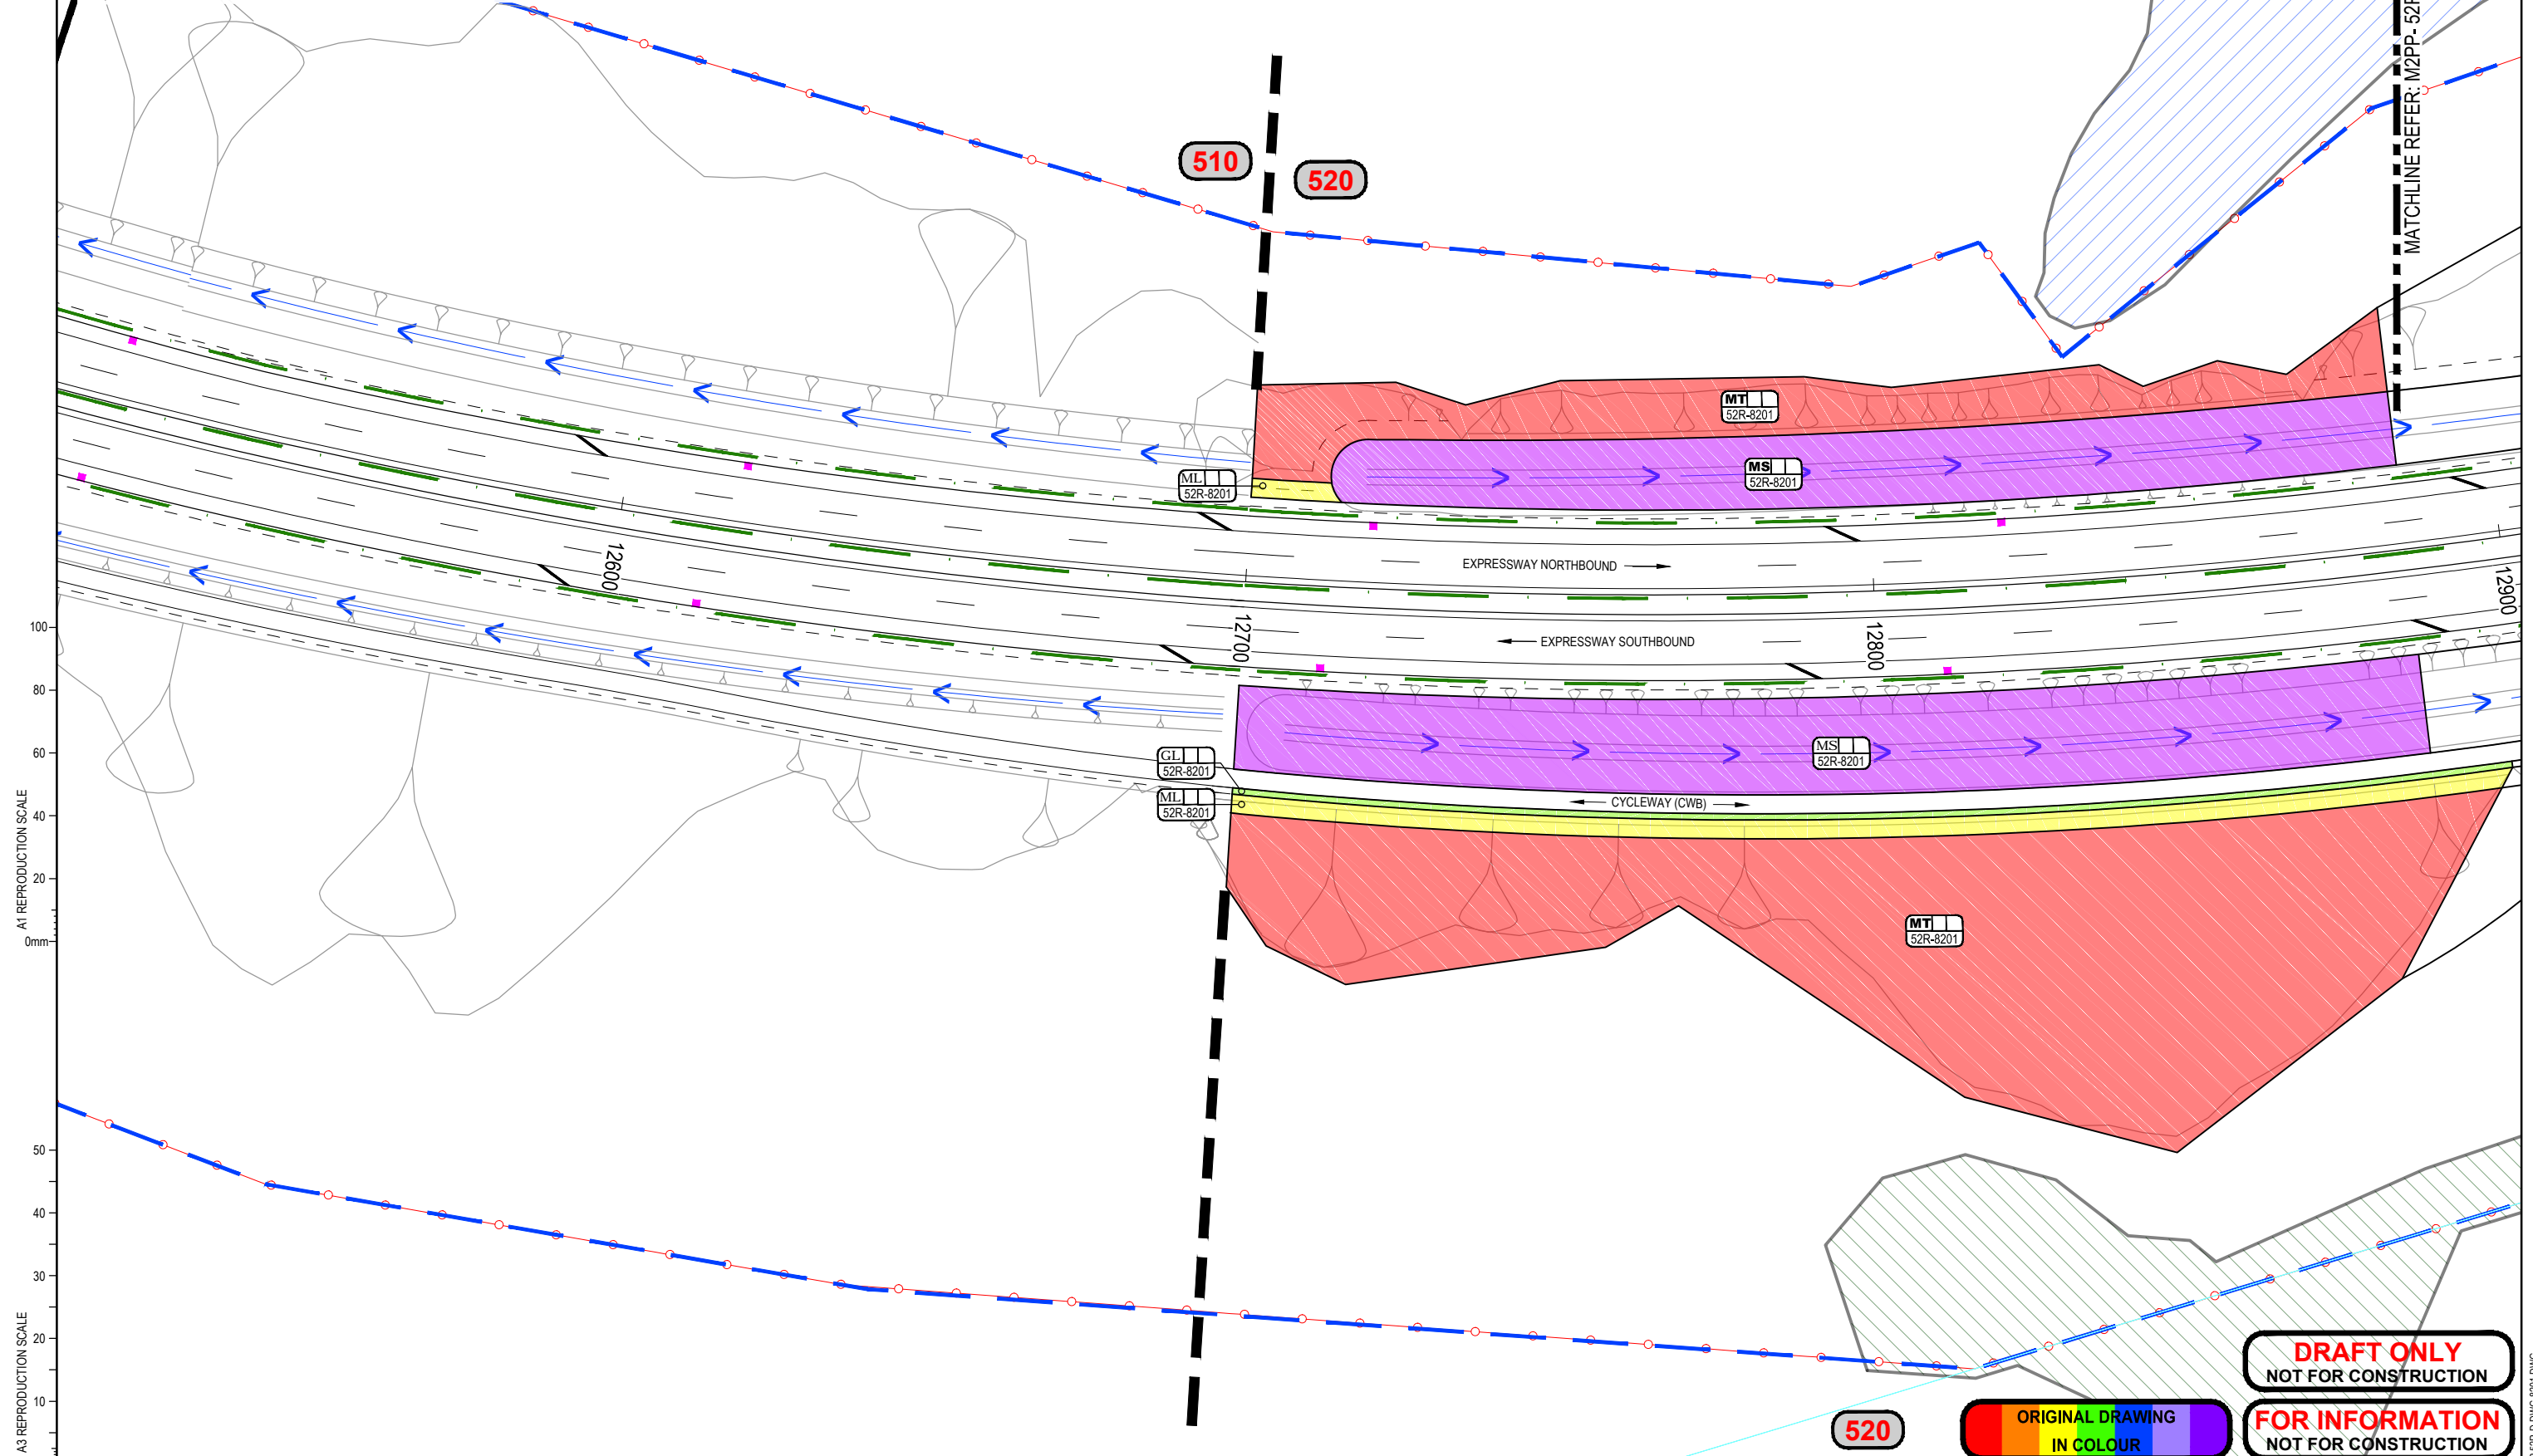 MATCHLINE REFER: M2PP- 52R
510
520
MT
52R-8201
MS
52R-8201
ML
52R-8201
EXPRESSWAY NORTHBOUND
12600
12900
12700
12800
EXPRESSWAY SOUTHBOUND
MS
52R-8201
GL
52R-8201
ML
52R-8201
CYCLEWAY (CWB)
MT
52R-8201
100
80
60
40
20
0mm
A1 REPRODUCTION SCALE
50
40
30
20
10
A3 REPRODUCTION SCALE
520
ORIGINAL DRAWING
IN COLOUR
DRAFT ONLY
NOT FOR CONSTRUCTION
FOR INFORMATION
NOT FOR CONSTRUCTION